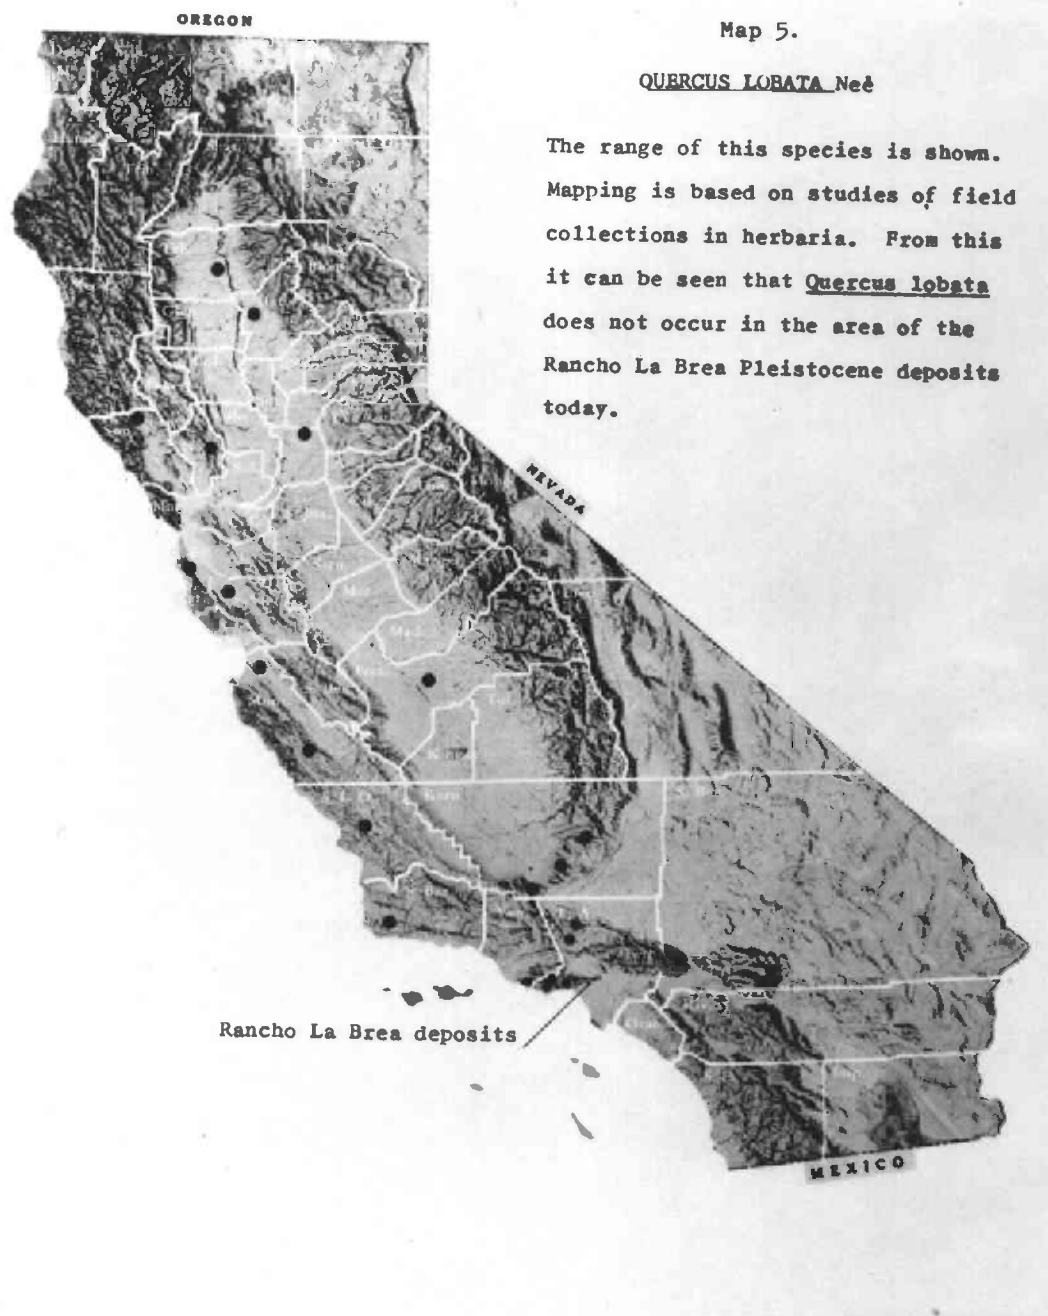 OREGON
Map 5.
QUERCUS LOBATA Neé
The range of this species is shown.
Mapping is based on studies of field
collections in herbaria. From this
it can be seen that Quercus lobata
does not occur in the area of the
Rancho La Brea Pleistocene deposits
today.
NEVADA
Mad.
Kern
Rancho La Brea deposits
MEXICO